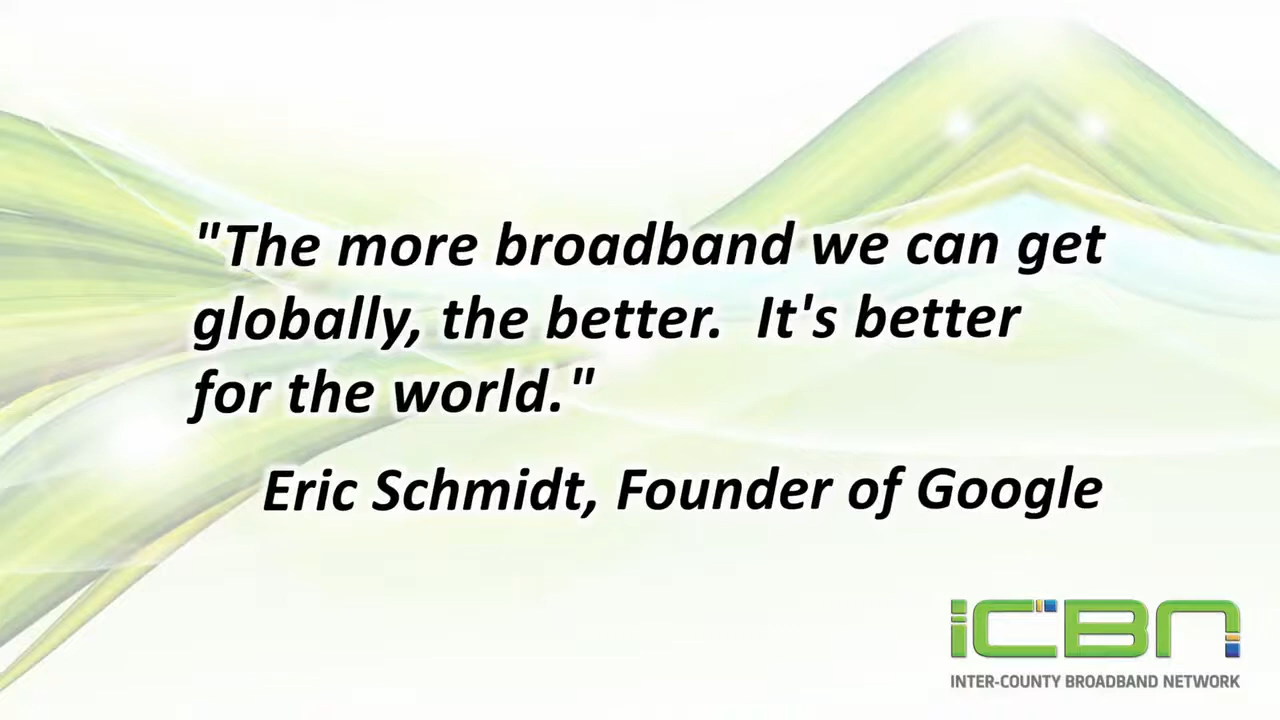 "The more broadband we can get
globally, the better.  It's better
for the world."
Eric Schmidt, Founder of Google
iCBN
INTER-COUNTY BROADBAND NETWORK